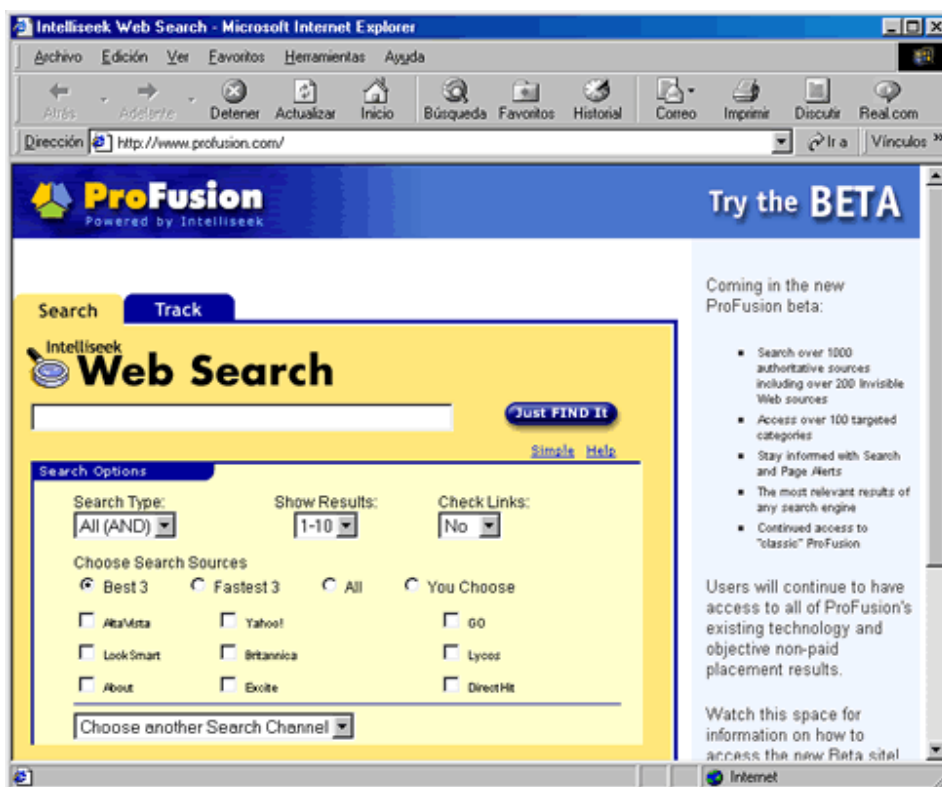 Intelliseek Web Search - Microsoft Internet Explorer
Archivo Edición Ver Favoritos Herramientas Ayuda
Atrás Adelante Detener Actualizar Inicio Búsqueda Favoritos Historial Correo Imprimir Discutir Real.com
Dirección http://www.profusion.com/ Ir a Vínculos »
ProFusion
Powered by Intelliseek
Try the BETA
Search Track
Intelliseek
Web Search
Just FIND It
Simple Help
Search Options
Search Type: Show Results: Check Links:
All (AND) 1-10 No
Choose Search Sources
Best 3 Fastest 3 All You Choose
AltaVista Yahoo! GO
LookSmart Britannica Lycos
About Excite DirectHit
Choose another Search Channel
Coming in the new
ProFusion beta:
Search over 1000
authoritative sources
including over 200 Invisible
Web sources
Access over 100 targeted
categories
Stay informed with Search
and Page Alerts
The most relevant results of
any search engine
Continued access to
"classic" ProFusion
Users will continue to have
access to all of ProFusion's
existing technology and
objective non-paid
placement results.
Watch this space for
information on how to
access the new Beta site!
Internet